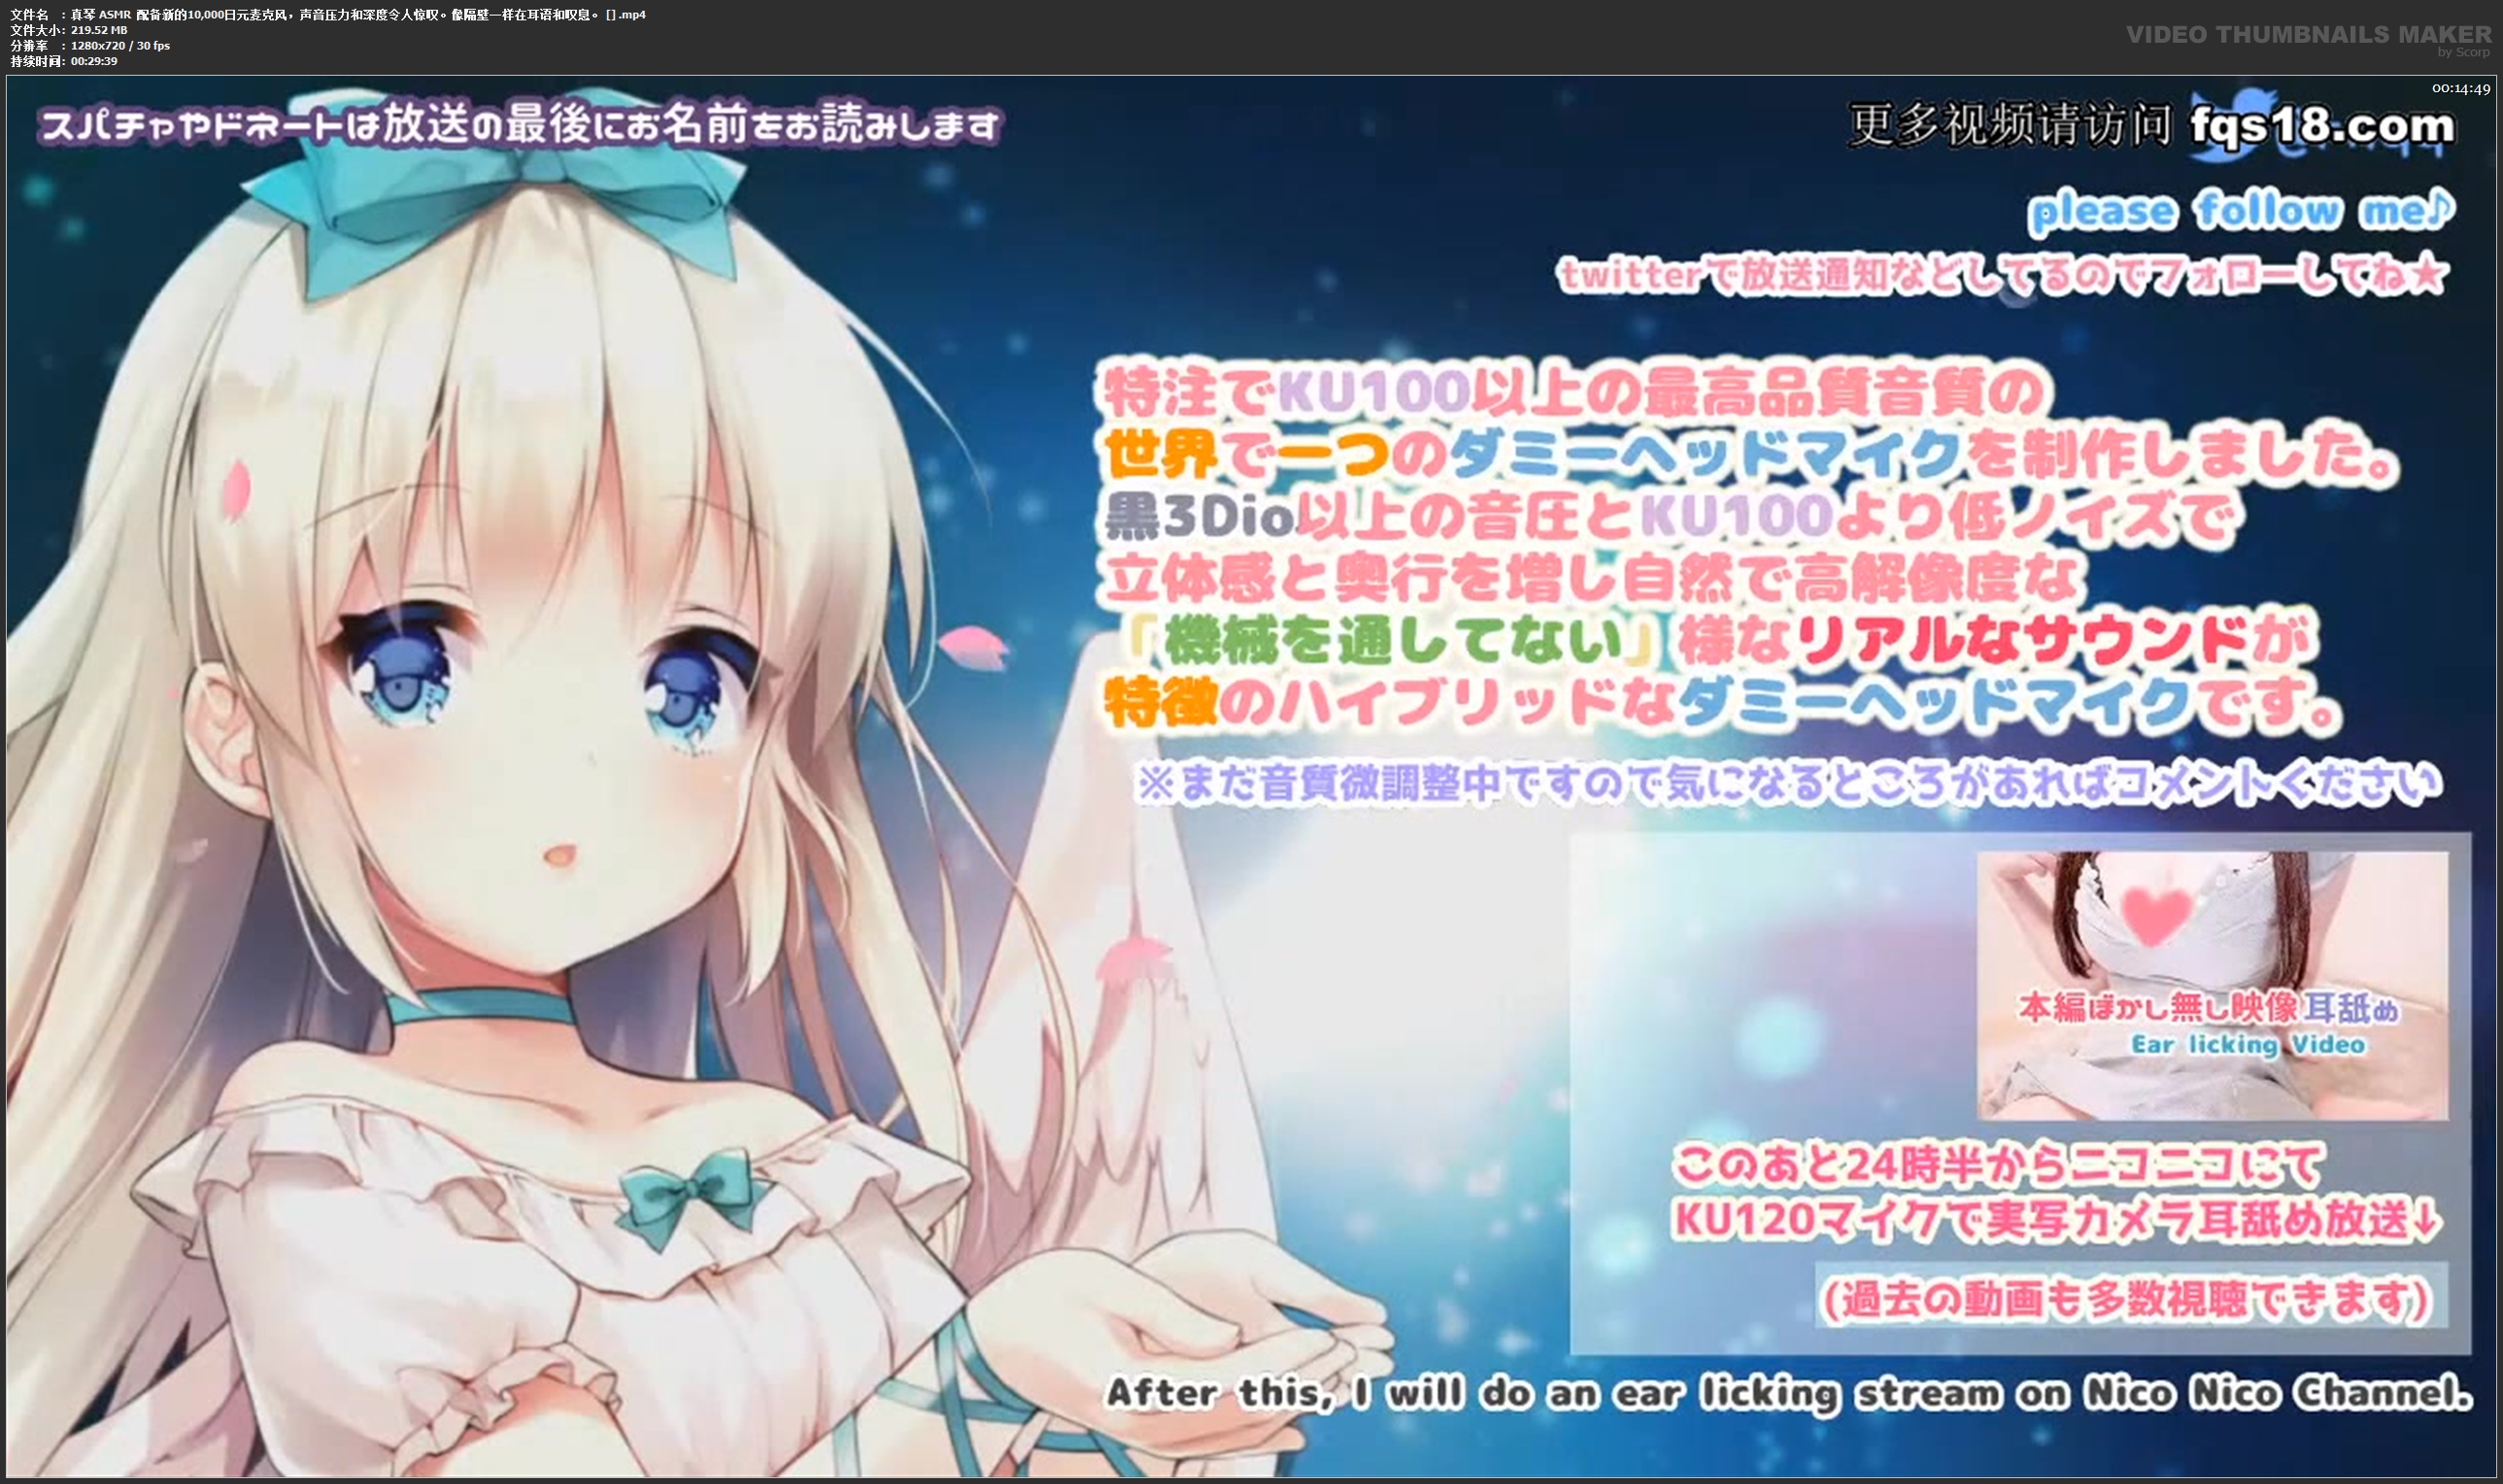 文件名 : 真琴 ASMR 配备新的10,000日元麦克风，声音压力和深度令人惊叹。像隔壁一样在耳语和叹息。 [] .mp4
文件大小: 219.52 MB
分辨率 : 1280x720 / 30 fps
持续时间: 00:29:39
VIDEO THUMBNAILS MAKER
by Scorp
00:14:49
スパチャやドネートは放送の最後にお名前をお読みします
更多视频请访问 fqs18.com
please follow me♪
twitterで放送通知などしてるのでフォローしてね★
特注でKU100以上の最高品質音質の
世界で一つのダミーヘッドマイクを制作しました。
黒3Dio以上の音圧とKU100より低ノイズで
立体感と奥行を増し自然で高解像度な
「機械を通してない」様なリアルなサウンドが
特徴のハイブリッドなダミーヘッドマイクです。
※まだ音質微調整中ですので気になるところがあればコメントください
本編ぼかし無し映像 耳舐め
Ear licking Video
このあと24時半からニコニコにて
KU120マイクで実写カメラ耳舐め放送↓
(過去の動画も多数視聴できます)
After this, I will do an ear licking stream on Nico Nico Channel.